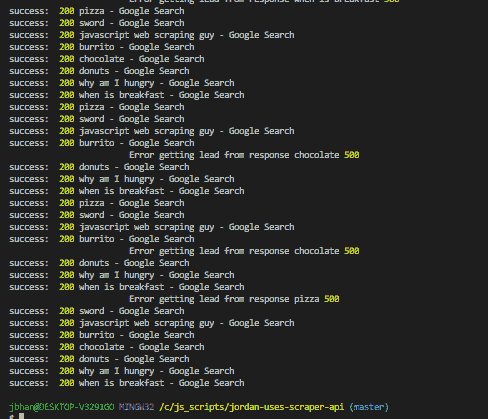 Error getting lead from response when is breakfast 500
success: 200 pizza - Google Search
success: 200 sword - Google Search
success: 200 javascript web scraping guy - Google Search
success: 200 burrito - Google Search
success: 200 chocolate - Google Search
success: 200 donuts - Google Search
success: 200 why am I hungry - Google Search
success: 200 when is breakfast - Google Search
success: 200 pizza - Google Search
success: 200 sword - Google Search
success: 200 javascript web scraping guy - Google Search
success: 200 burrito - Google Search
Error getting lead from response chocolate 500
success: 200 donuts - Google Search
success: 200 why am I hungry - Google Search
success: 200 when is breakfast - Google Search
success: 200 pizza - Google Search
success: 200 sword - Google Search
success: 200 javascript web scraping guy - Google Search
success: 200 burrito - Google Search
Error getting lead from response chocolate 500
success: 200 donuts - Google Search
success: 200 why am I hungry - Google Search
success: 200 when is breakfast - Google Search
Error getting lead from response pizza 500
success: 200 sword - Google Search
success: 200 javascript web scraping guy - Google Search
success: 200 burrito - Google Search
success: 200 chocolate - Google Search
success: 200 donuts - Google Search
success: 200 why am I hungry - Google Search
success: 200 when is breakfast - Google Search
jbhan@DESKTOP-V3291GO MINGW32 /c/js_scripts/jordan-uses-scraper-api (master)
$